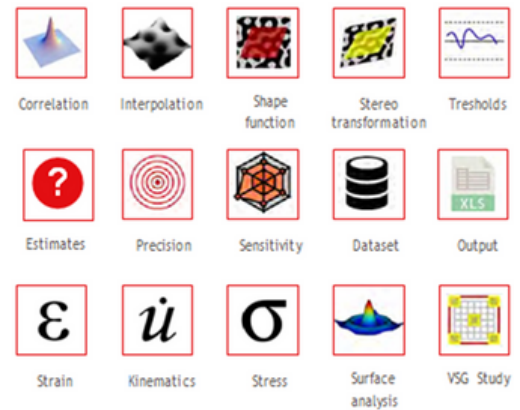 Correlation
Interpolation
Shape
function
Stereo
transformation
Tresholds
?
Estimates
Precision
Sensitivity
Dataset
XLS
Output
ε
Strain
u̇
Kinematics
σ
Stress
Surface
analysis
VSG Study